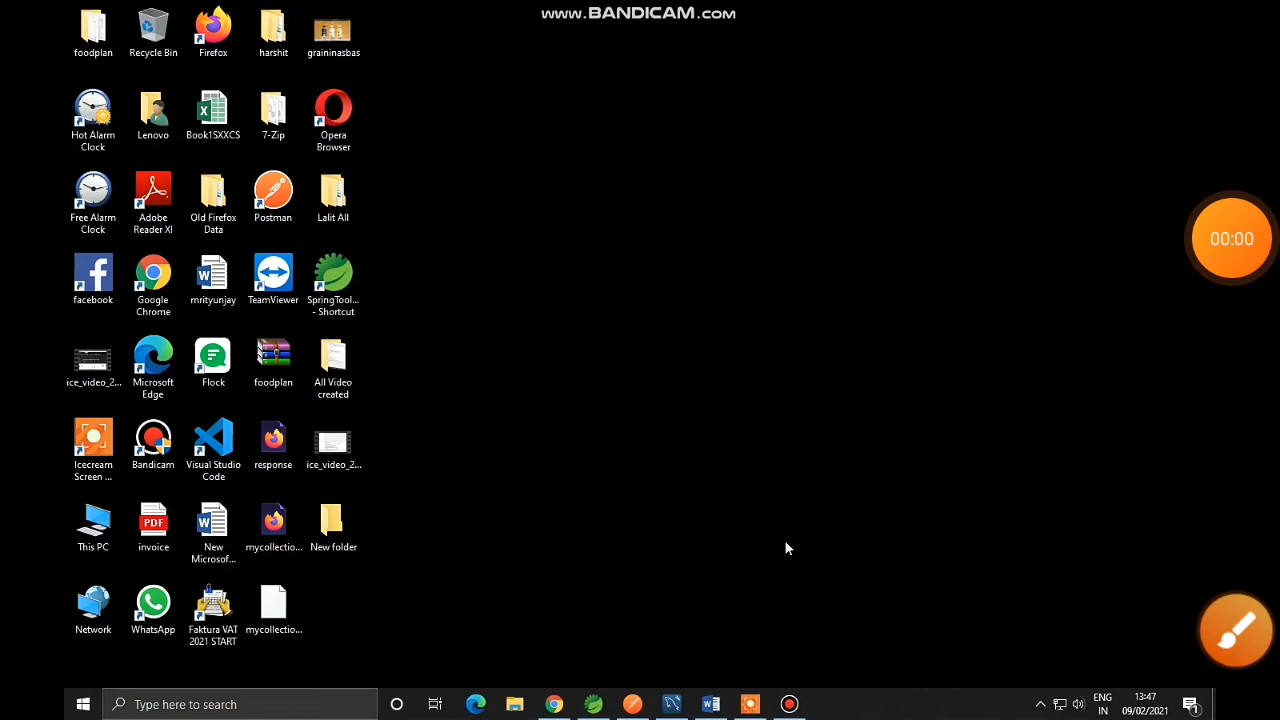 www.BANDICAM.com
foodplan
Recycle Bin
Firefox
harshit
graininasbas
Hot Alarm
Clock
Lenovo
Book1SXXCS
7-Zip
Opera
Browser
Free Alarm
Clock
Adobe
Reader XI
Old Firefox
Data
Postman
Lalit All
facebook
Google
Chrome
mrityunjay
TeamViewer
SpringTool...
- Shortcut
ice_video_2...
Microsoft
Edge
Flock
foodplan
All Video
created
Icecream
Screen ...
Bandicam
Visual Studio
Code
response
ice_video_2...
This PC
PDF
invoice
New
Microsof...
mycollectio...
New folder
Network
WhatsApp
Faktura VAT
2021 START
mycollectio...
00:00
Type here to search
ENG
IN
13:47
09/02/2021
1